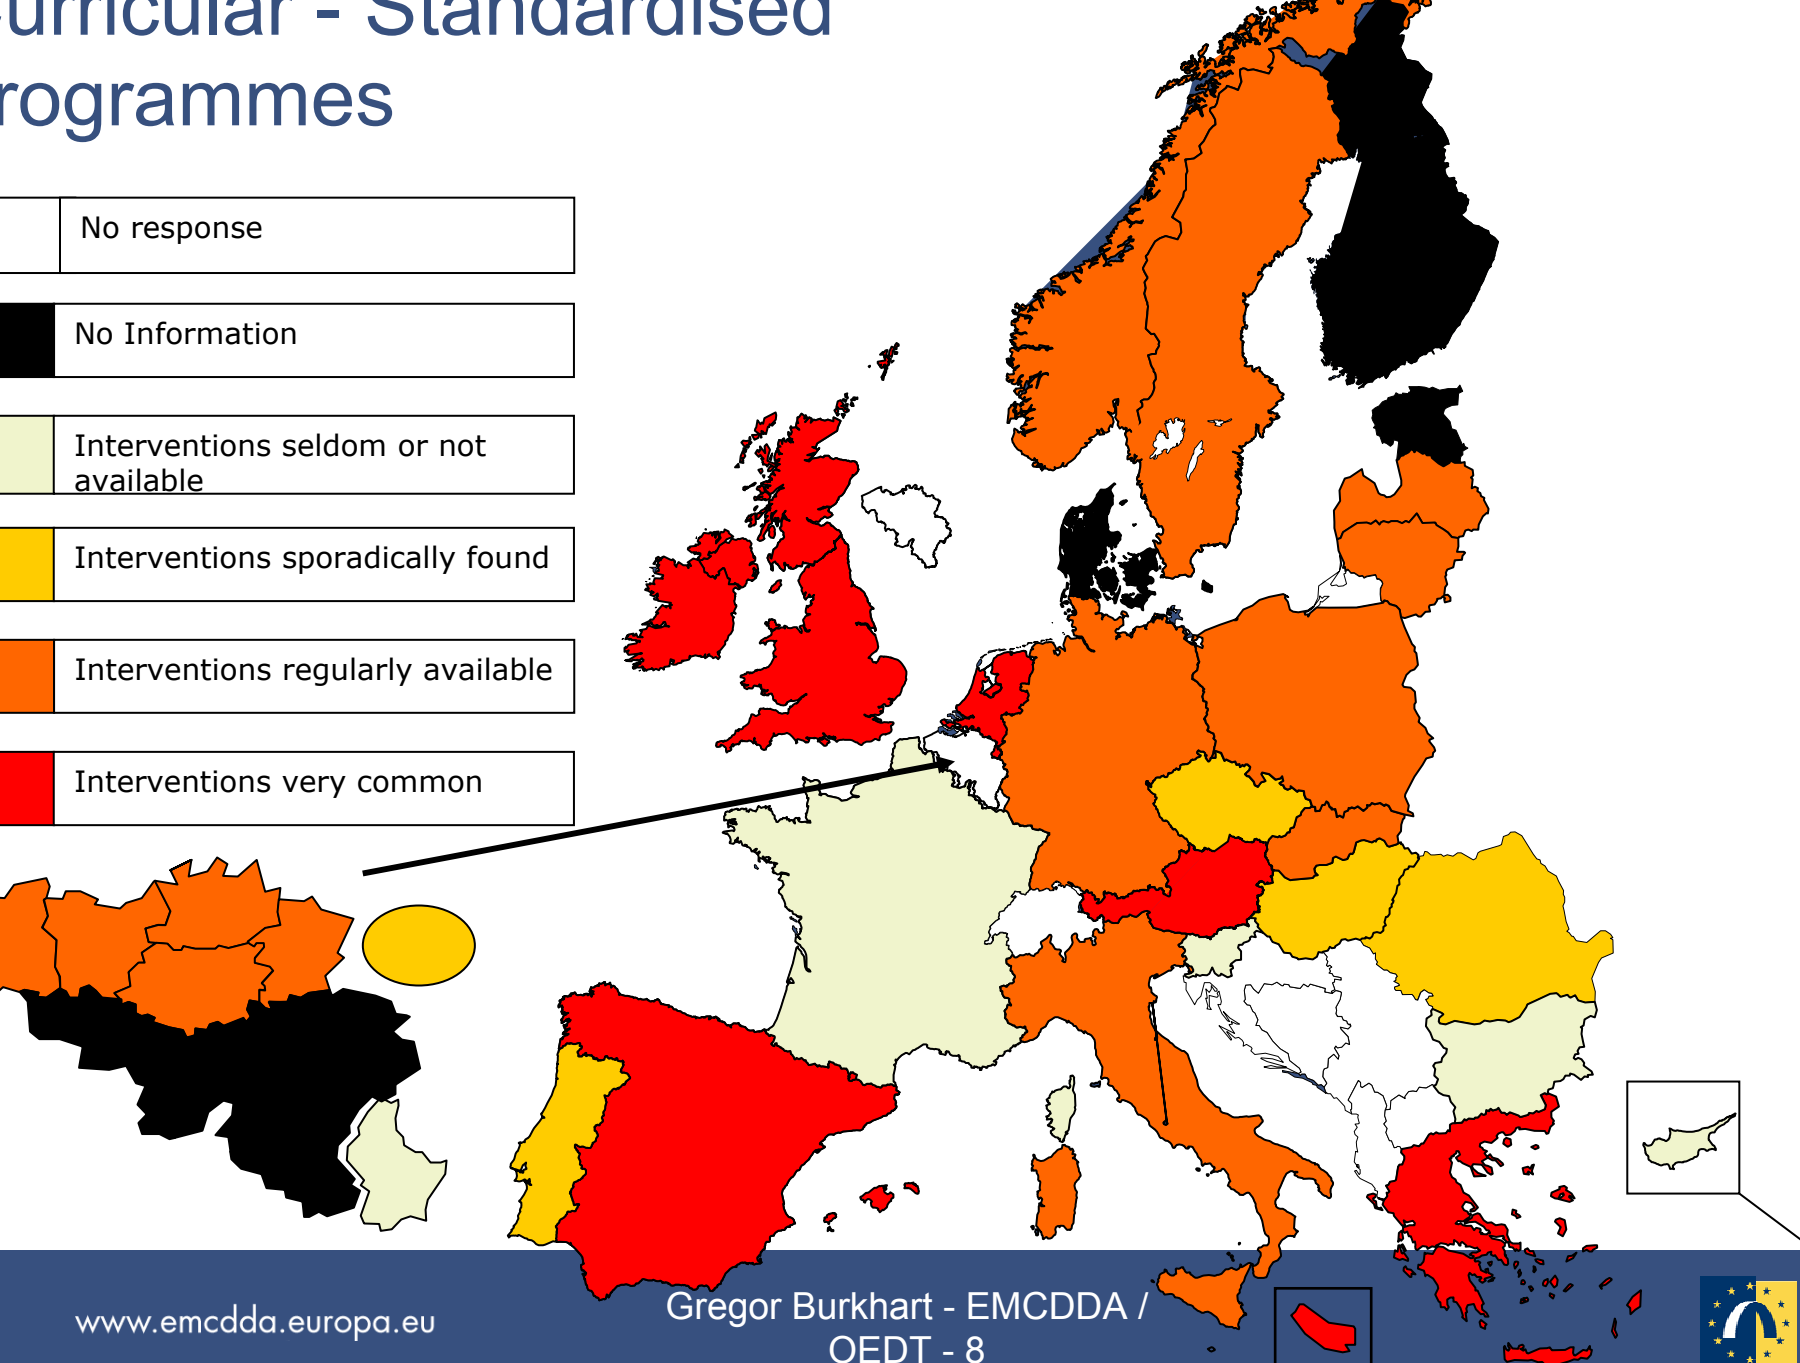 urricular - Standardised
rogrammes
No response
No Information
Interventions seldom or not
available
Interventions sporadically found
Interventions regularly available
Interventions very common
www.emcdda.europa.eu
Gregor Burkhart - EMCDDA /
OEDT - 8